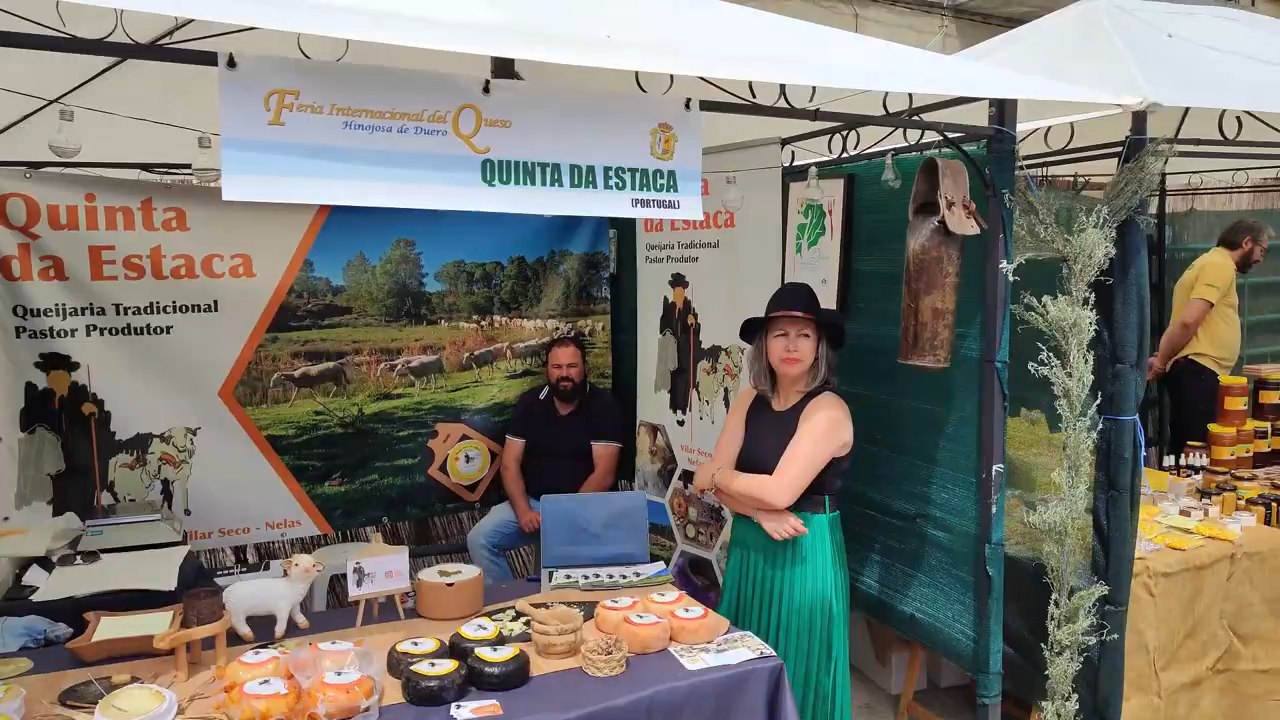 Feria Internacional del Queso
Hinojosa de Duero
QUINTA DA ESTACA
(PORTUGAL)
Quinta
da Estaca
Queijaria Tradicional
Pastor Produtor
Vilar Seco - Nelas
da Estaca
Queijaria Tradicional
Pastor Produtor
Vilar Seco
Nelas